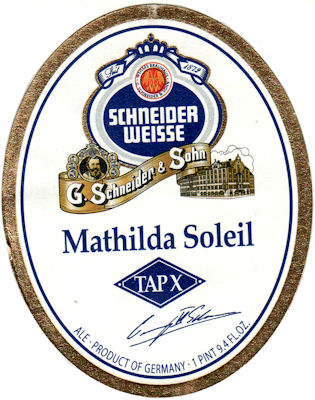 Seit 1872
SCHNEIDER
WEISSE
G. Schneider & Sohn
Mathilda Soleil
TAP X
ALE · PRODUCT OF GERMANY · 1 PINT 9.4 FL.OZ.